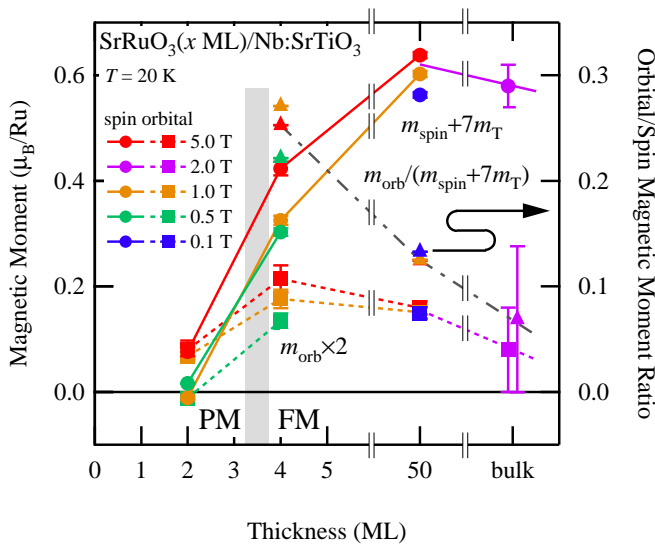 SrRuO3(x ML)/Nb:SrTiO3
T = 20 K
spin orbital
5.0 T
2.0 T
1.0 T
0.5 T
0.1 T
mspin+7mT
morb/(mspin+7mT)
morb×2
PM FM
0.6
0.4
0.2
0.0
0.3
0.2
0.1
0.0
0 1 2 3 4 5 50 bulk
Thickness (ML)
Magnetic Moment (μB/Ru)
Orbital/Spin Magnetic Moment Ratio